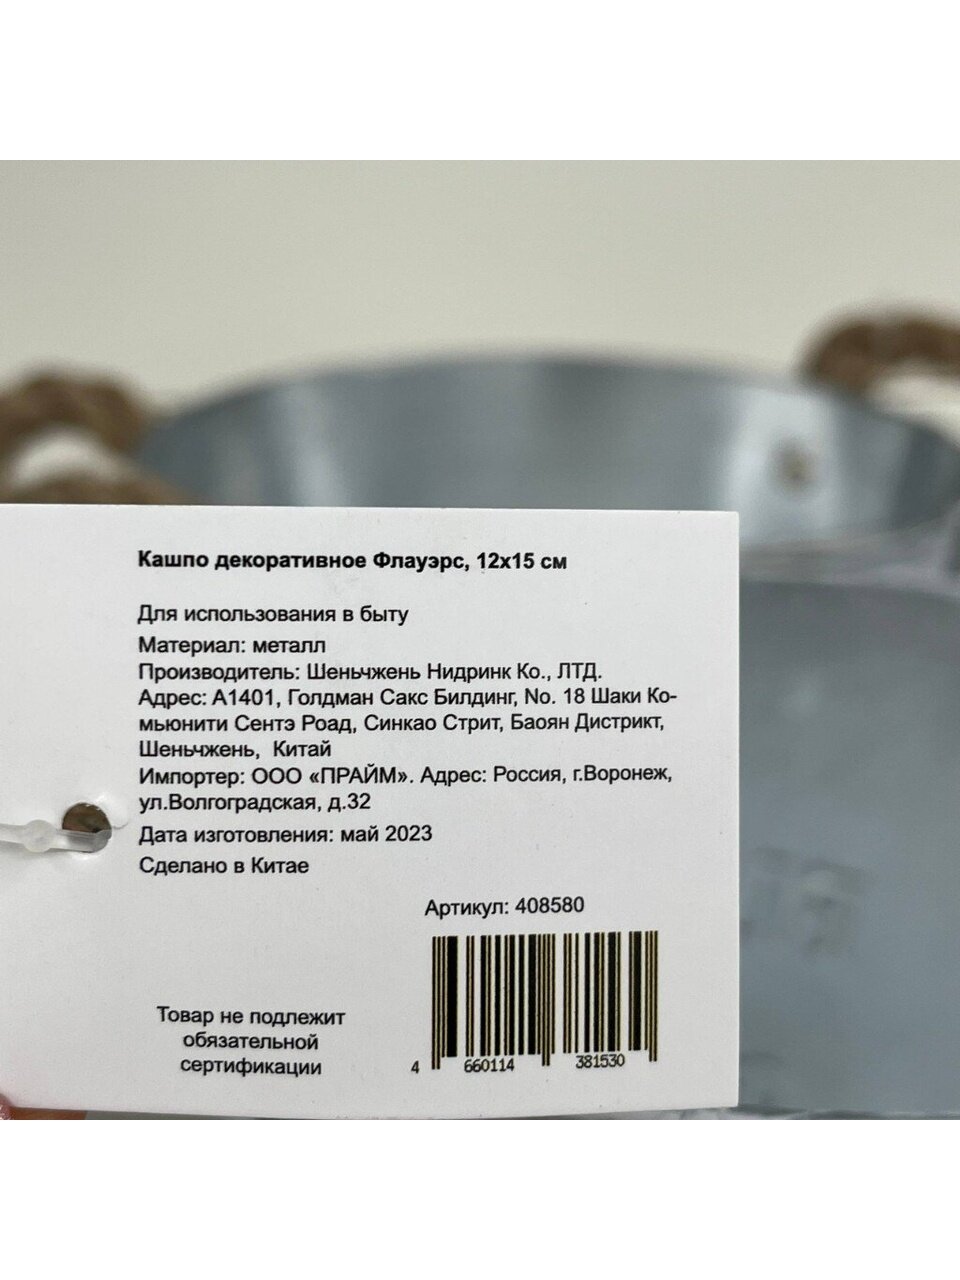 Кашпо декоративное Флауэрс, 12х15 см
Для использования в быту
Материал: металл
Производитель: Шеньчжень Нидринк Ко., ЛТД.
Адрес: А1401, Голдман Сакс Билдинг, No. 18 Шаки Ко-
мьюнити Сентэ Роад, Синкао Стрит, Баоян Дистрикт,
Шеньчжень,  Китай
Импортер: ООО «ПРАЙМ». Адрес: Россия, г.Воронеж,
ул.Волгоградская, д.32
Дата изготовления: май 2023
Сделано в Китае
Артикул: 408580
Товар не подлежит
обязательной
сертификации
4 660114 381530